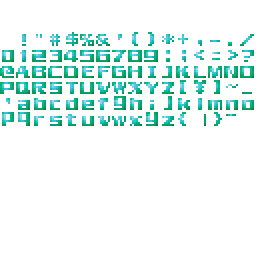 !"#$%&'()*+,-./
0123456789:;<=>?
@ABCDEFGHIJKLMNO
PQRSTUVWXYZ[¥]~_
'abcdefghijklmno
pqrstuvwxyz{|}~